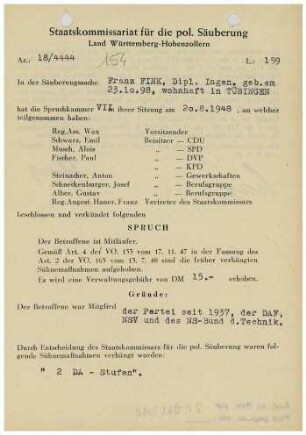 Staatskommissariat für die pol. Säuberung
Land Württemberg-Hohenzollern
Az.: 18/4444
154
L.: 159
In der Säuberungssache Franz FINK, Dipl. Ingen, geb.am
23.10.98, wohnhaft in TÜBINGEN
hat die Spruchkammer VII in ihrer Sitzung am 20.8.1948 , an welcher
teilgenommen haben:
Reg.Ass. Wax Vorsitzender
Schwarz, Emil Beisitzer — CDU
Munch, Alois „ — SPD
Fischer, Paul „ — DVP
„ — KPD
Steinacher, Anton „ — Gewerkschaften
Schneckenburger, Josef „ — Berufsgruppe
Alber, Gustav „ — Berufsgruppe
Reg.Angest. Hauer, Franz Vertreter des Staatskommissars
beschlossen und verkündet folgenden
SPRUCH
Der Betroffene ist Mitläufer.
Gemäß Art. 4 der VO. 133 vom 17. 11. 47 in der Fassung des
Art. 2 der VO. 165 vom 13. 7. 48 sind die früher verhängten
Sühnemaßnahmen aufgehoben.
Es wird eine Verwaltungsgebühr von DM 15.- erhoben.
Gründe:
Der Betroffene war Mitglied
der Partei seit 1937, der DAF,
NSV und des NS-Bund d.Technik.
Durch Entscheidung des Staatskommissars für die pol. Säuberung waren fol-
gende Sühnemaßnahmen verhängt worden:
" 2 DA - Stufen".